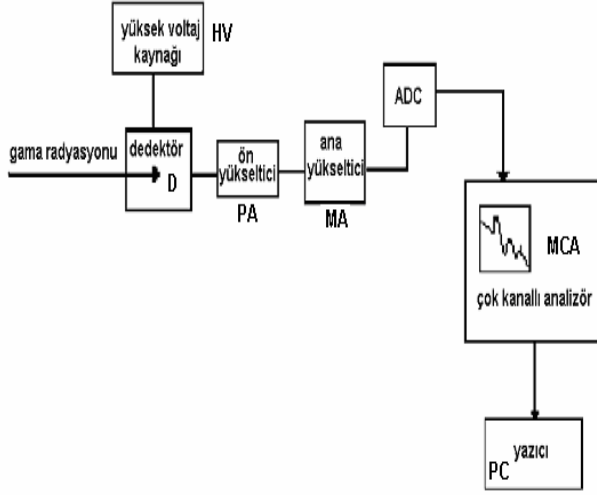 yüksek voltaj
kaynağı
HV
gama radyasyonu
dedektör
D
ön
yükseltici
PA
ana
yükseltici
MA
ADC
MCA
çok kanallı analizör
yazıcı
PC